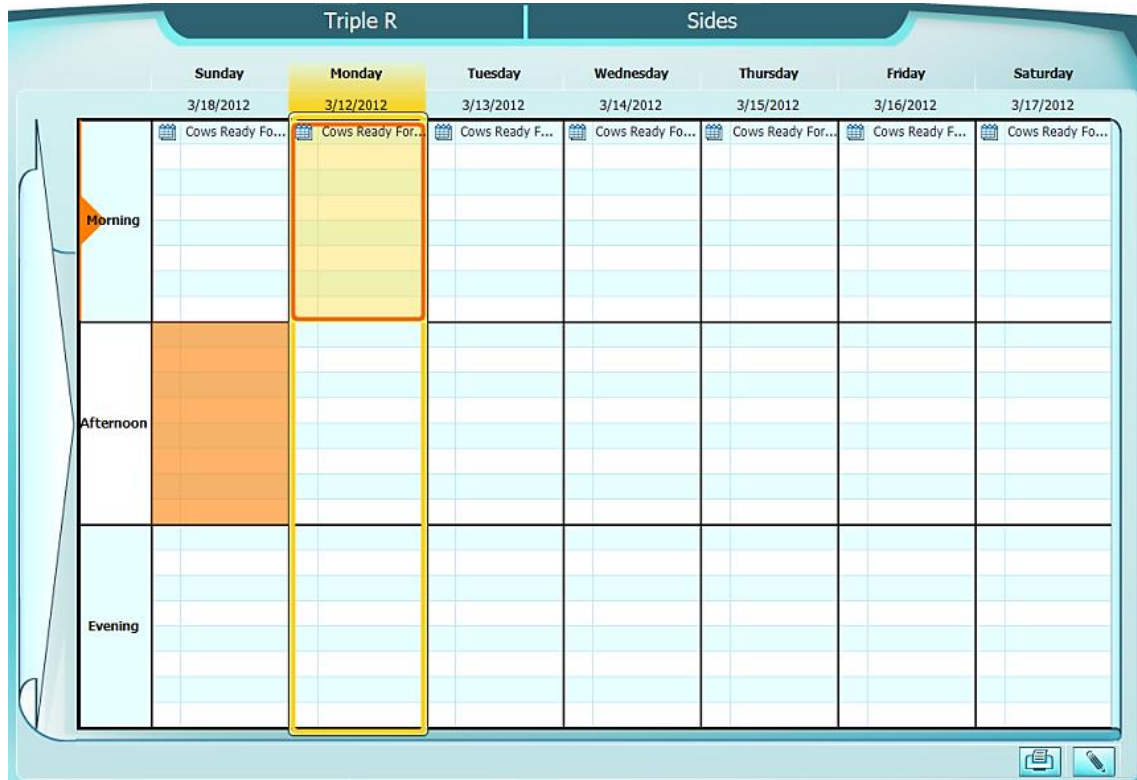 Triple R Sides
Sunday Monday Tuesday Wednesday Thursday Friday Saturday
3/18/2012 3/12/2012 3/13/2012 3/14/2012 3/15/2012 3/16/2012 3/17/2012
Cows Ready Fo... Cows Ready For... Cows Ready F... Cows Ready Fo... Cows Ready For... Cows Ready F... Cows Ready Fo...
Morning
Afternoon
Evening